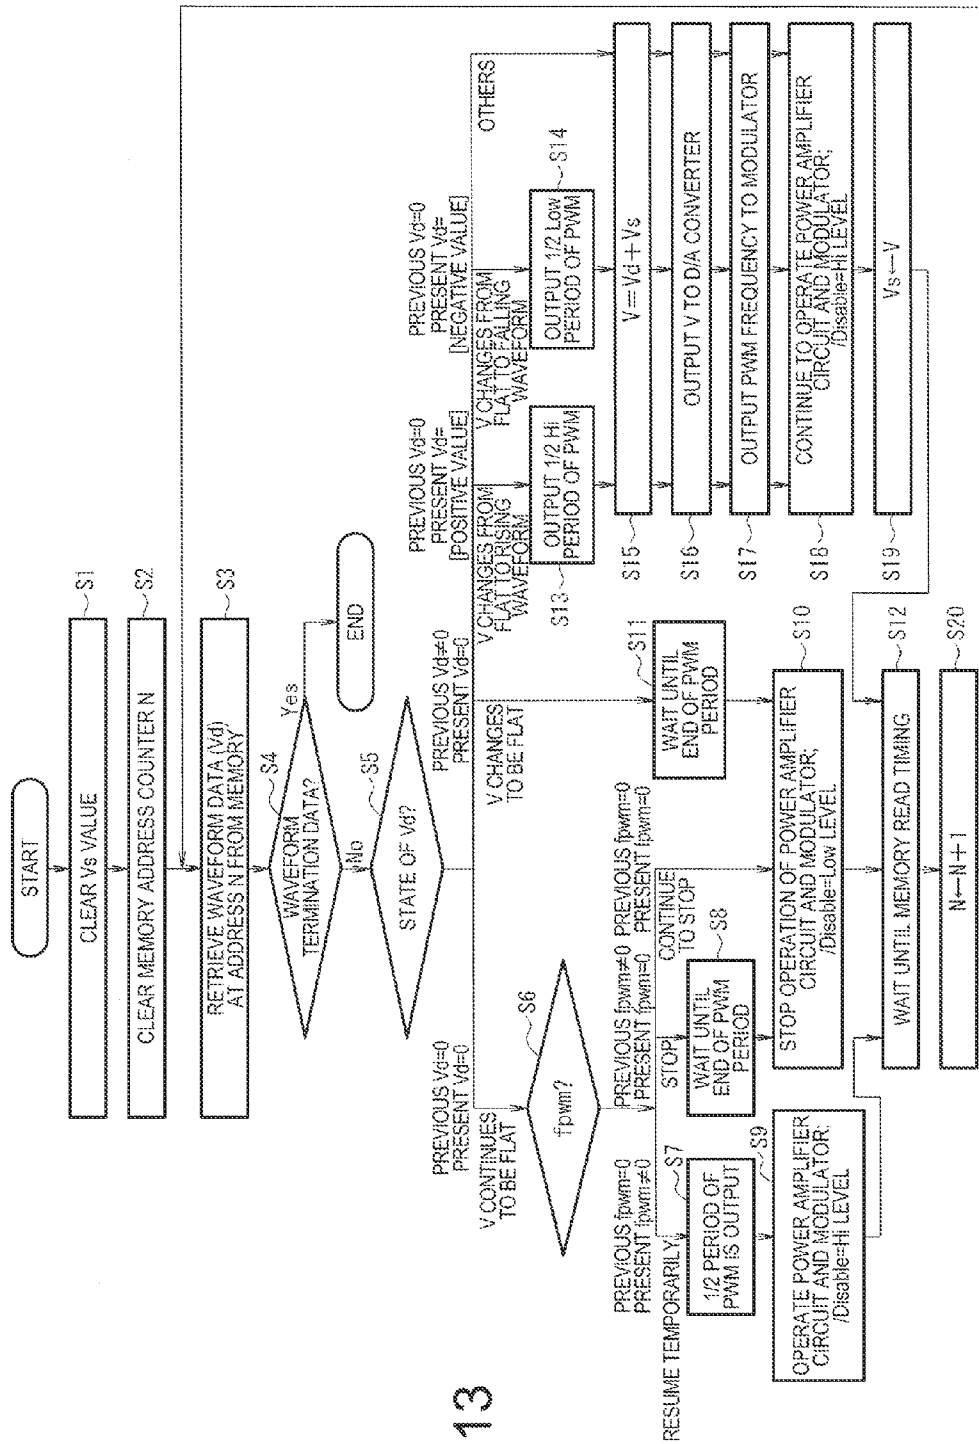 13
START
CLEAR Vs VALUE
S1
CLEAR MEMORY ADDRESS COUNTER N
S2
RETRIEVE WAVEFORM DATA (Vd)
AT ADDRESS N FROM MEMORY
S3
WAVEFORM
TERMINATION DATA?
S4
Yes
END
No
STATE OF Vd?
S5
PREVIOUS Vd=0
PRESENT Vd=0
V CONTINUES
TO BE FLAT
PREVIOUS Vd≠0
PRESENT Vd=0
V CHANGES
TO BE FLAT
PREVIOUS Vd=0
PRESENT Vd=
[POSITIVE VALUE]
V CHANGES FROM
FLAT TO RISING
WAVEFORM
PREVIOUS Vd=0
PRESENT Vd=
[NEGATIVE VALUE]
V CHANGES FROM
FLAT TO FALLING
WAVEFORM
OTHERS
fpwm?
S6
PREVIOUS fpwm=0
PRESENT fpwm≠0
RESUME TEMPORARILY
PREVIOUS fpwm≠0
PRESENT fpwm=0
STOP
PREVIOUS fpwm=0
PRESENT fpwm=0
CONTINUE
TO STOP
1/2 PERIOD OF
PWM IS OUTPUT
S7
WAIT UNTIL
END OF PWM
PERIOD
S8
OPERATE POWER AMPLIFIER
CIRCUIT AND MODULATOR;
/Disable=Hi LEVEL
S9
STOP OPERATION OF POWER AMPLIFIER
CIRCUIT AND MODULATOR;
/Disable=Low LEVEL
S10
WAIT UNTIL
END OF PWM
PERIOD
S11
WAIT UNTIL MEMORY READ TIMING
S12
OUTPUT 1/2 Hi
PERIOD OF PWM
S13
OUTPUT 1/2 Low
PERIOD OF PWM
S14
V=Vd+Vs
S15
OUTPUT V TO D/A CONVERTER
S16
OUTPUT PWM FREQUENCY TO MODULATOR
S17
CONTINUE TO OPERATE POWER AMPLIFIER
CIRCUIT AND MODULATOR;
/Disable=Hi LEVEL
S18
Vs←V
S19
N←N+1
S20